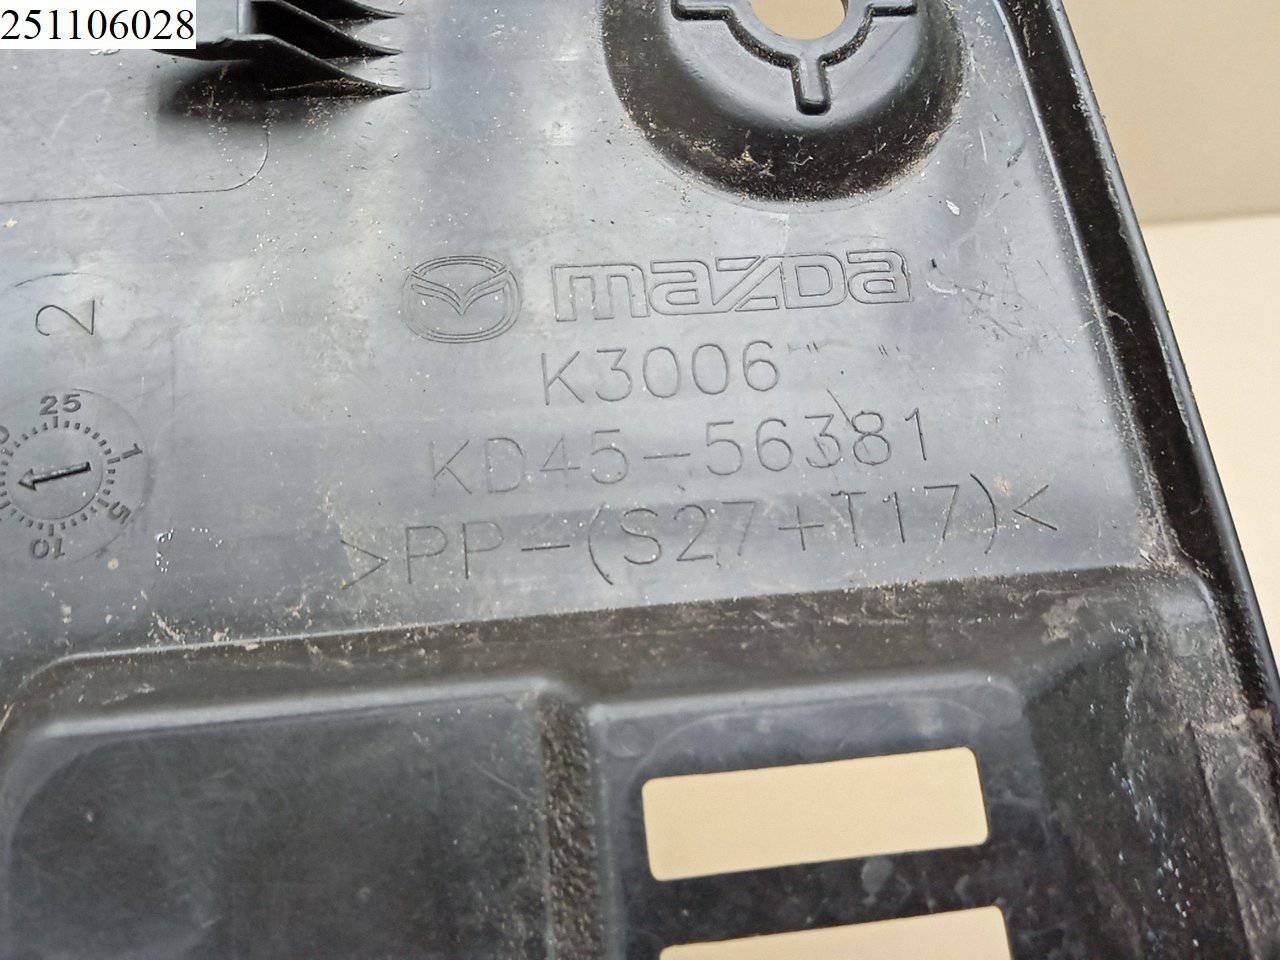 251106028
mazda
K3006
KD45-56381
>PP-(S27+T17)<
2
25
1
5
10